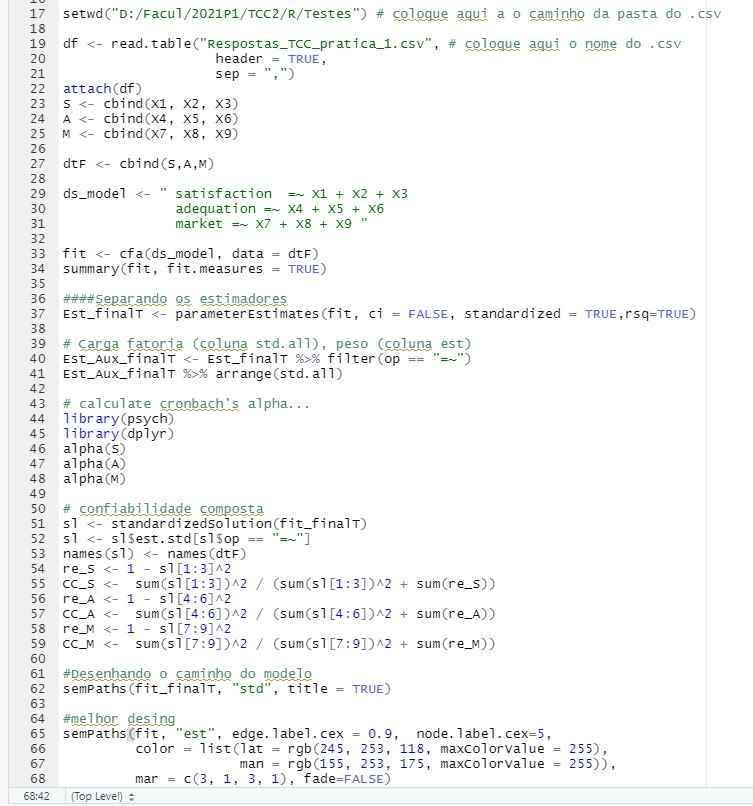 16
17 setwd("D:/Facul/2021P1/TCC2/R/Testes") # coloque aqui a o caminho da pasta do .csv
18
19 df <- read.table("Respostas_TCC_pratica_1.csv", # coloque aqui o nome do .csv
20 header = TRUE,
21 sep = ",")
22 attach(df)
23 S <- cbind(X1, X2, X3)
24 A <- cbind(X4, X5, X6)
25 M <- cbind(X7, X8, X9)
26
27 dtF <- cbind(S,A,M)
28
29 ds_model <- " satisfaction =~ X1 + X2 + X3
30 adequation =~ X4 + X5 + X6
31 market =~ X7 + X8 + X9 "
32
33 fit <- cfa(ds_model, data = dtF)
34 summary(fit, fit.measures = TRUE)
35
36 ####Separando os estimadores
37 Est_finalT <- parameterEstimates(fit, ci = FALSE, standardized = TRUE,rsq=TRUE)
38
39 # Carga fatoria (coluna std.all), peso (coluna est)
40 Est_Aux_finalT <- Est_finalT %>% filter(op == "=~")
41 Est_Aux_finalT %>% arrange(std.all)
42
43 # calculate cronbach's alpha...
44 library(psych)
45 library(dplyr)
46 alpha(S)
47 alpha(A)
48 alpha(M)
49
50 # confiabilidade composta
51 sl <- standardizedSolution(fit_finalT)
52 sl <- sl$est.std[sl$op == "=~"]
53 names(sl) <- names(dtF)
54 re_S <- 1 - sl[1:3]^2
55 CC_S <- sum(sl[1:3])^2 / (sum(sl[1:3])^2 + sum(re_S))
56 re_A <- 1 - sl[4:6]^2
57 CC_A <- sum(sl[4:6])^2 / (sum(sl[4:6])^2 + sum(re_A))
58 re_M <- 1 - sl[7:9]^2
59 CC_M <- sum(sl[7:9])^2 / (sum(sl[7:9])^2 + sum(re_M))
60
61 #Desenhando o caminho do modelo
62 semPaths(fit_finalT, "std", title = TRUE)
63
64 #melhor desing
65 semPaths(fit, "est", edge.label.cex = 0.9, node.label.cex=5,
66 color = list(lat = rgb(245, 253, 118, maxColorValue = 255),
67 man = rgb(155, 253, 175, maxColorValue = 255)),
68 mar = c(3, 1, 3, 1), fade=FALSE)
68:42 (Top Level)